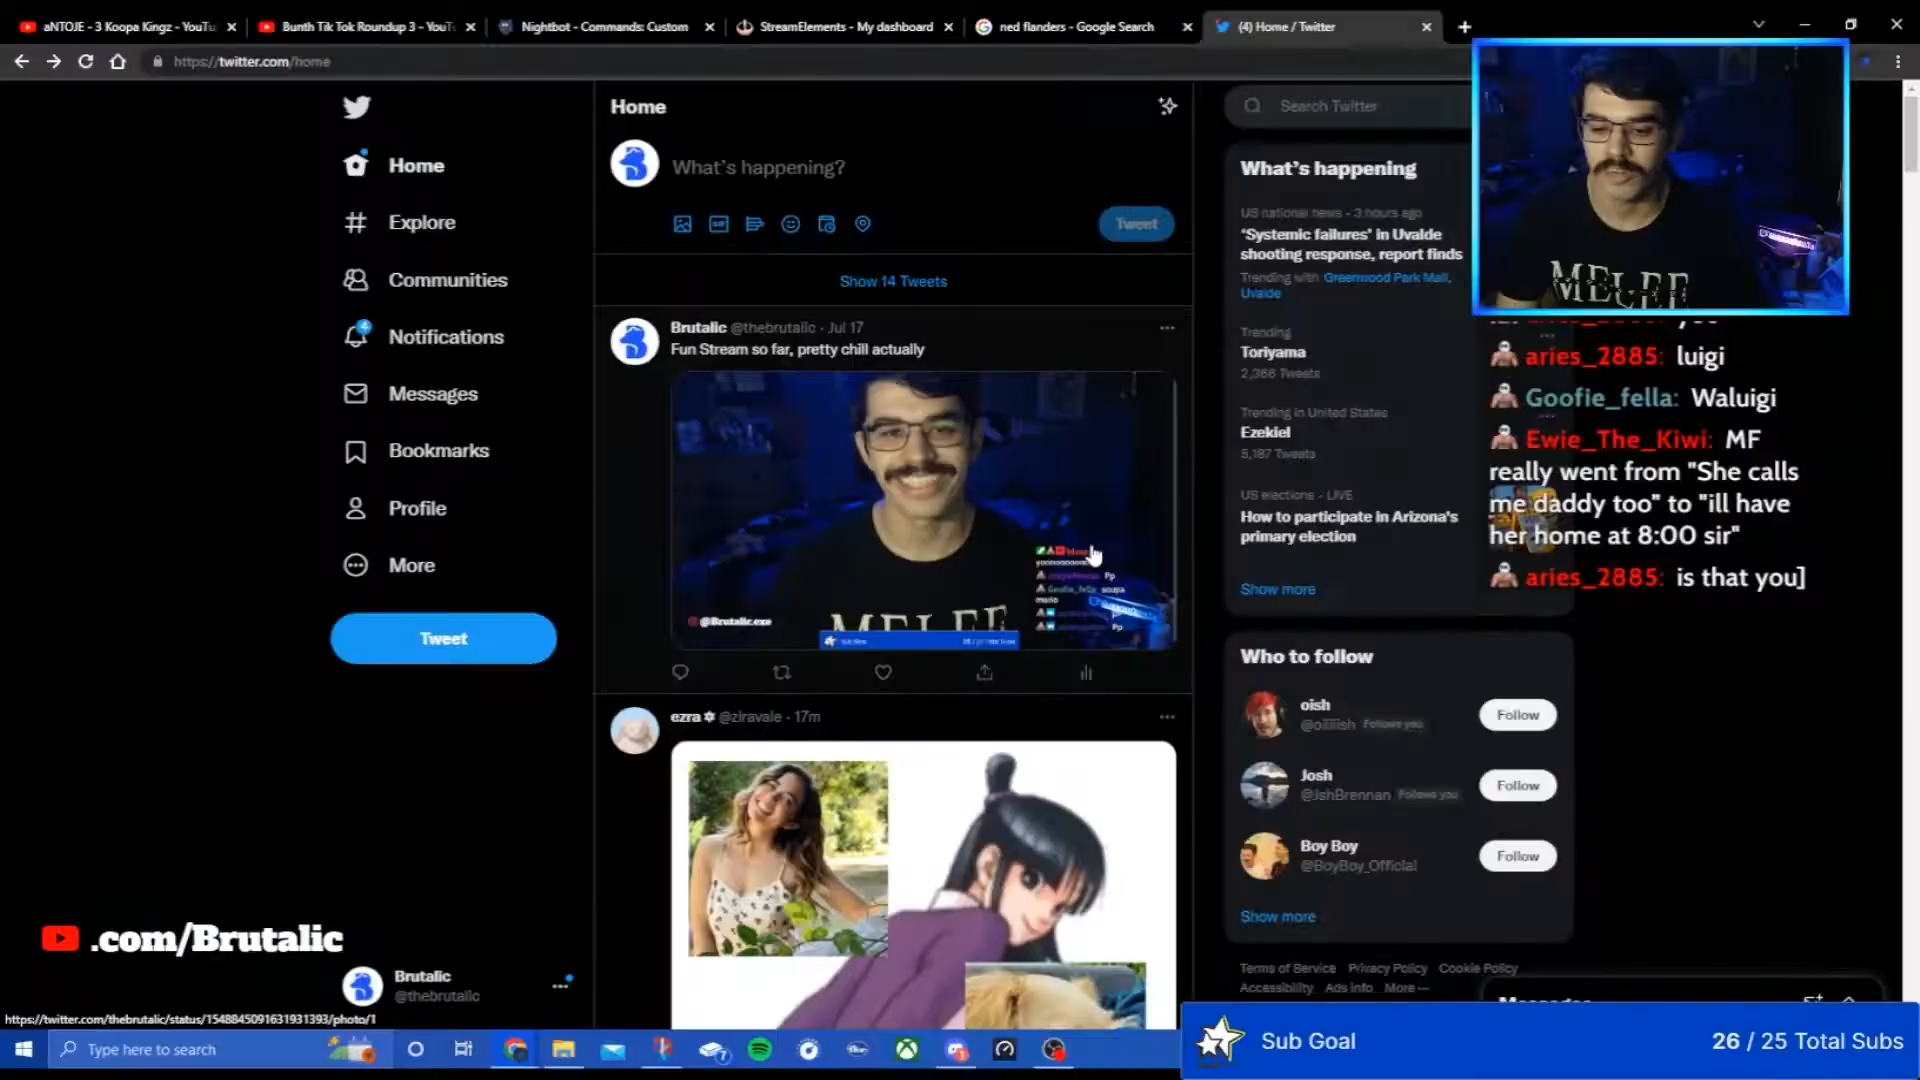 aNTOJE - 3 Koopa Kingz - YouTu
Bunth Tik Tok Roundup 3 - YouT
Nightbot - Commands: Custom
StreamElements - My dashboard
ned flanders - Google Search
(4) Home / Twitter
https://twitter.com/home
Home
Explore
Communities
4
Notifications
Messages
Bookmarks
Profile
More
Tweet
Home
What's happening?
GIF
Tweet
Show 14 Tweets
Brutalic @thebrutalic · Jul 17
Fun Stream so far, pretty chill actually
@Brutalic.exe
MELEE
ezra @ziravale · 17m
Search Twitter
What's happening
US national news - 3 hours ago
'Systemic failures' in Uvalde
shooting response, report finds
Trending with Greenwood Park Mall,
Uvalde
Trending
Toriyama
2,366 Tweets
Trending in United States
Ezekiel
5,187 Tweets
US elections - LIVE
How to participate in Arizona's
primary election
Show more
Who to follow
oish
Follows you
Follow
Josh
@JshBrennan Follows you
Follow
Boy Boy
@BoyBoy_Official
Follow
Show more
Terms of Service Privacy Policy Cookie Policy
Accessibility Ads info More
MELEE
aries_2885: luigi
Goofie_fella: Waluigi
Ewie_The_Kiwi: MF
really went from "She calls
me daddy too" to "ill have
her home at 8:00 sir"
aries_2885: is that you]
.com/Brutalic
Brutalic
@thebrutalic
https://twitter.com/thebrutalic/status/1548845091631931393/photo/1
Type here to search
Sub Goal
26 / 25 Total Subs